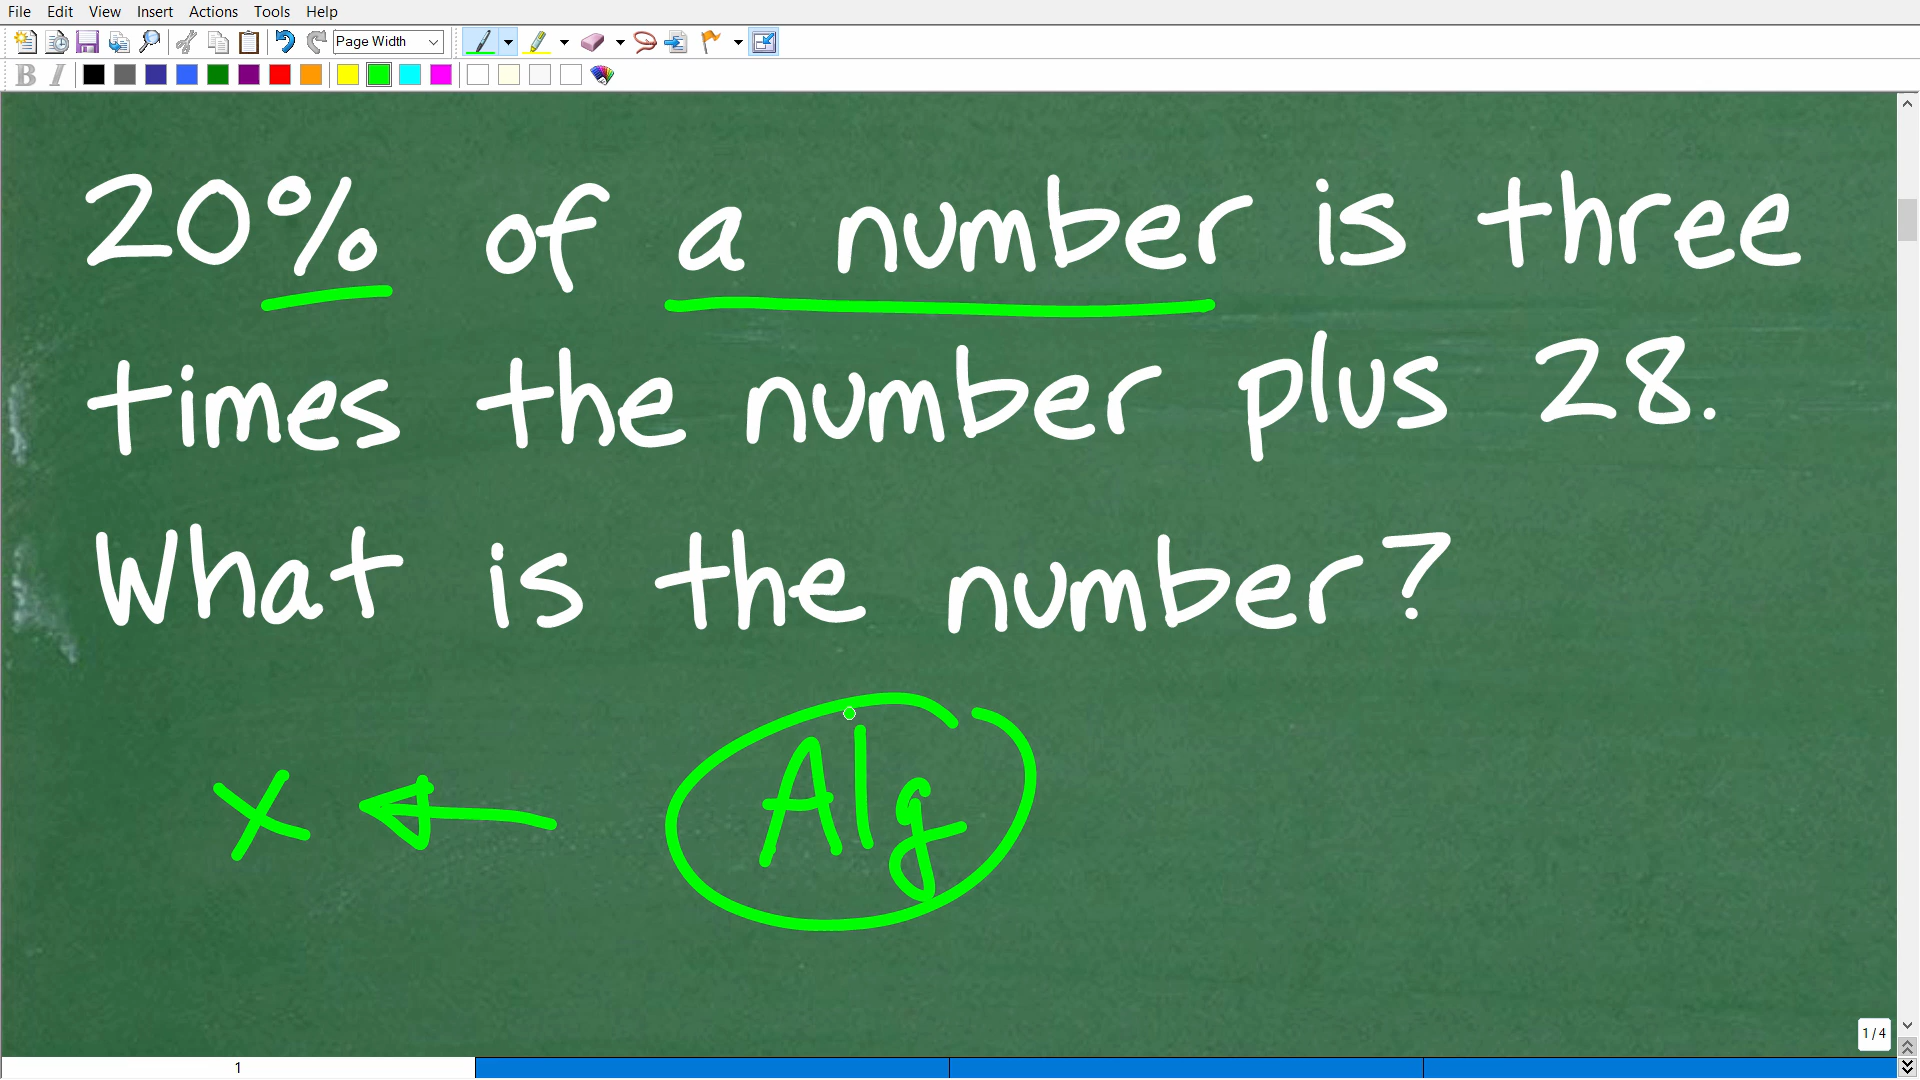 File Edit View Insert Actions Tools Help
Page Width
B I
20% of a number is three
times the number plus 28.
What is the number?
x Alg
1/4
1